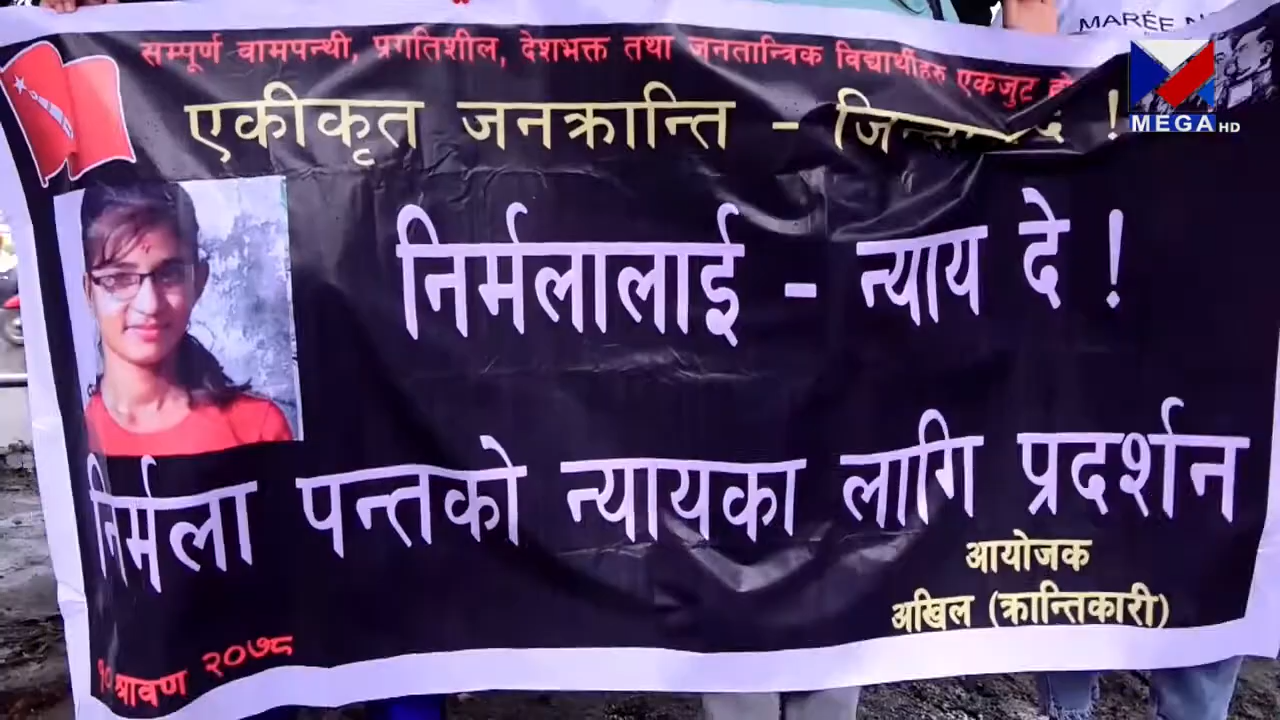 MARÉE
सम्पूर्ण वामपन्थी, प्रगतिशील, देशभक्त तथा जनतान्त्रिक विद्यार्थीहरु एकजुट
MEGA HD
एकीकृत जनक्रान्ति - !
निर्मलालाई - न्याय दे !
निर्मला पन्तको न्यायका लागि प्रदर्शन
आयोजक
अखिल (क्रान्तिकारी)
श्रावण २०७८